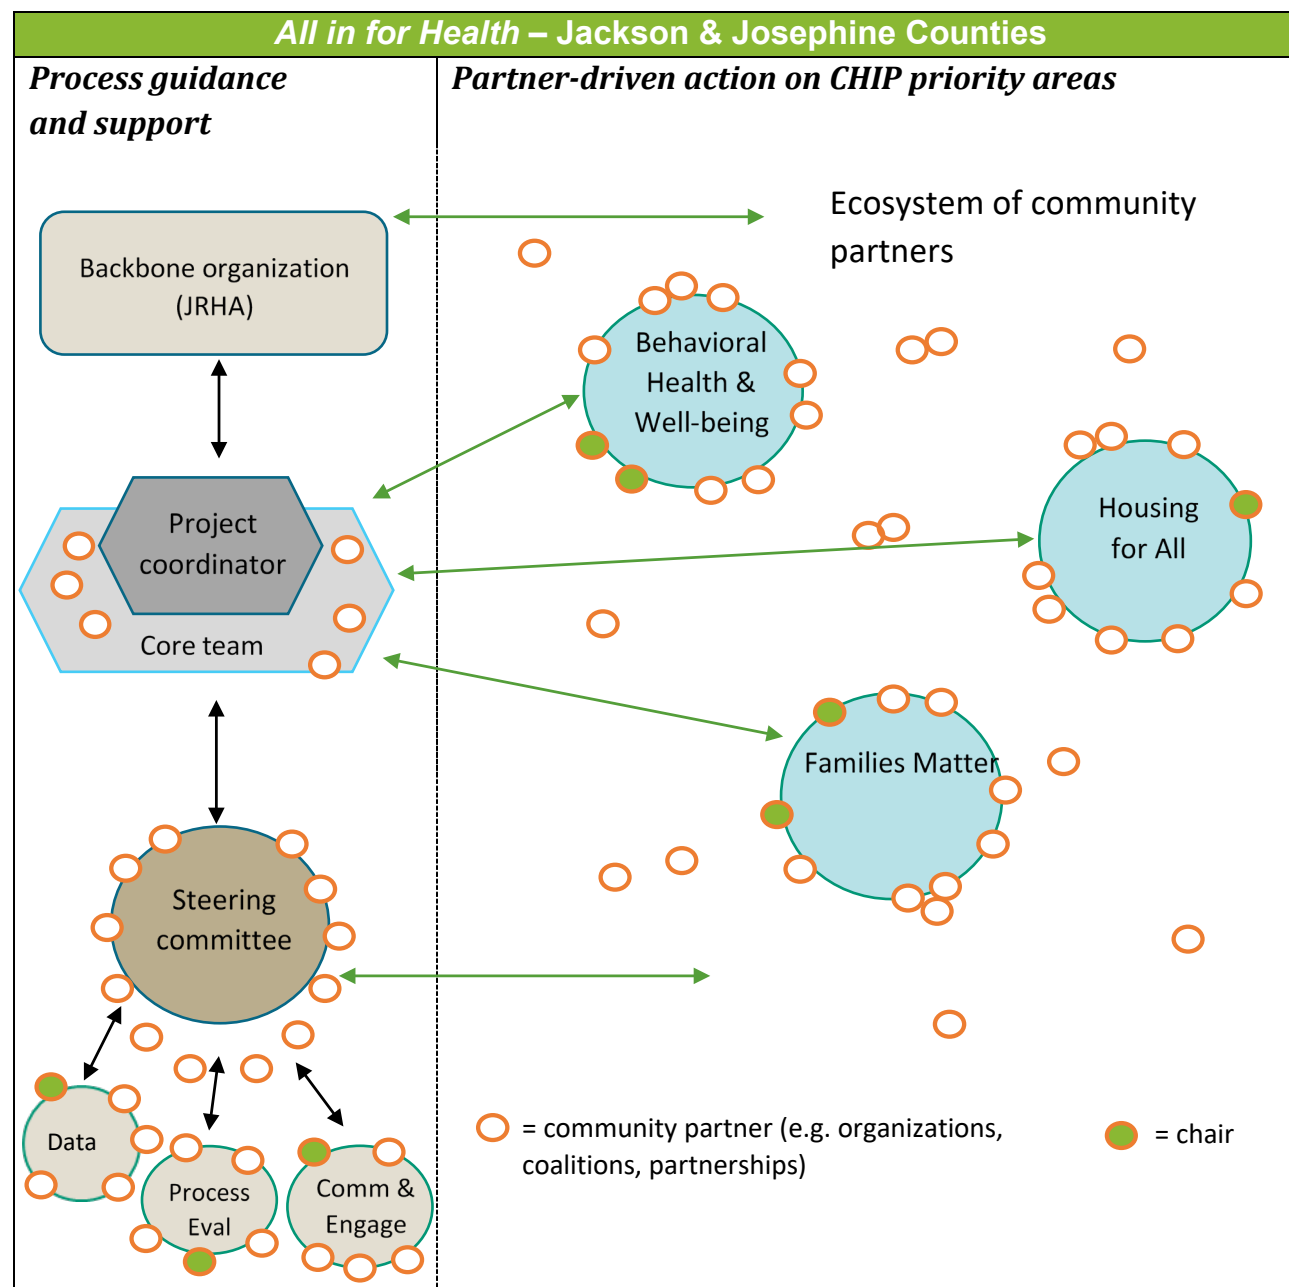 All in for Health – Jackson & Josephine Counties
Process guidance
and support
Partner-driven action on CHIP priority areas
Ecosystem of community
partners
Backbone organization
(JRHA)
Behavioral
Health &
Well-being
Project
coordinator
Core team
Housing
for All
Families Matter
Steering
committee
Data
Process
Eval
Comm &
Engage
= community partner (e.g. organizations,
coalitions, partnerships)
= chair